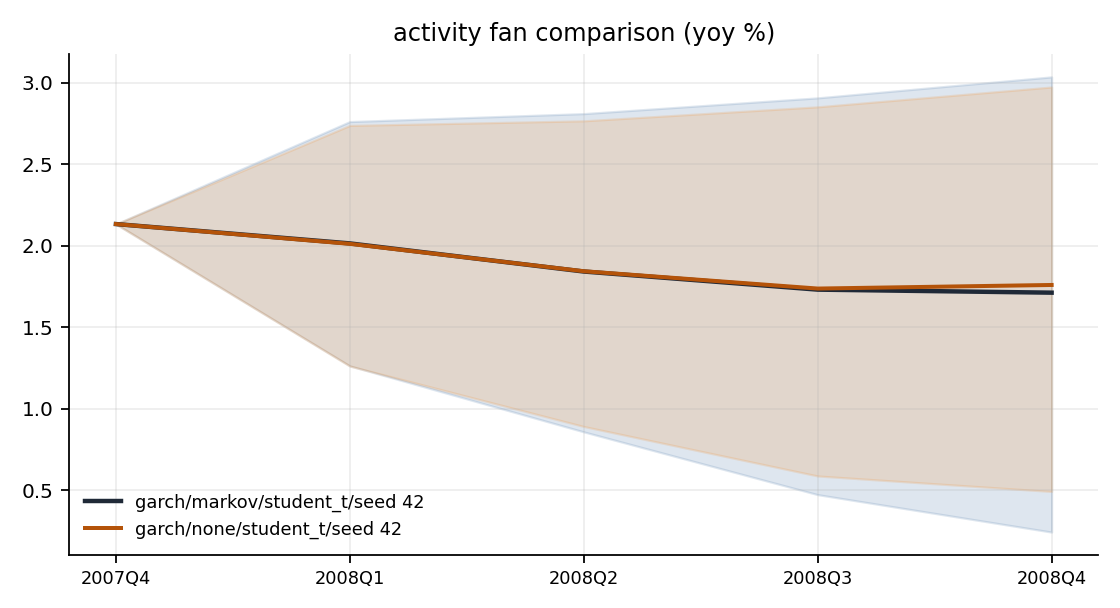 activity fan comparison (yoy %)
3.0
2.5
2.0
1.5
1.0
0.5
garch/markov/student_t/seed 42
garch/none/student_t/seed 42
2007Q4 2008Q1 2008Q2 2008Q3 2008Q4